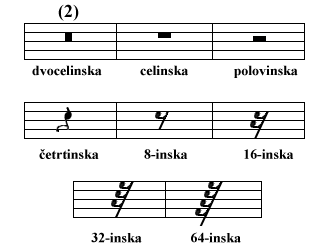 (2)
dvocelinska celinska polovinska
četrtinska 8-inska 16-inska
32-inska 64-inska